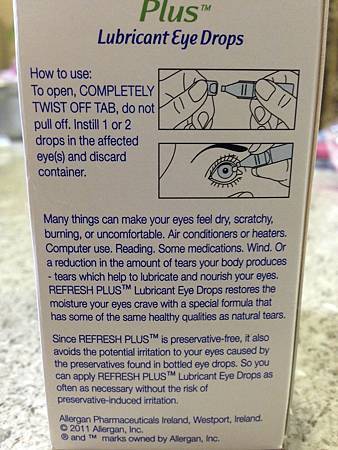 Plus™
Lubricant Eye Drops
How to use:
To open, COMPLETELY
TWIST OFF TAB, do not
pull off. Instill 1 or 2
drops in the affected
eye(s) and discard
container.
Many things can make your eyes feel dry, scratchy,
burning, or uncomfortable. Air conditioners or heaters.
Computer use. Reading. Some medications. Wind. Or
a reduction in the amount of tears your body produces
- tears which help to lubricate and nourish your eyes.
REFRESH PLUS™ Lubricant Eye Drops restores the
moisture your eyes crave with a special formula that
has some of the same healthy qualities as natural tears.
Since REFRESH PLUS™ is preservative-free, it also
avoids the potential irritation to your eyes caused by
the preservatives found in bottled eye drops. So you
can apply REFRESH PLUS™ Lubricant Eye Drops as
often as necessary without the risk of
preservative-induced irritation.
Allergan Pharmaceuticals Ireland, Westport, Ireland.
© 2011 Allergan, Inc.
® and ™ marks owned by Allergan, Inc.